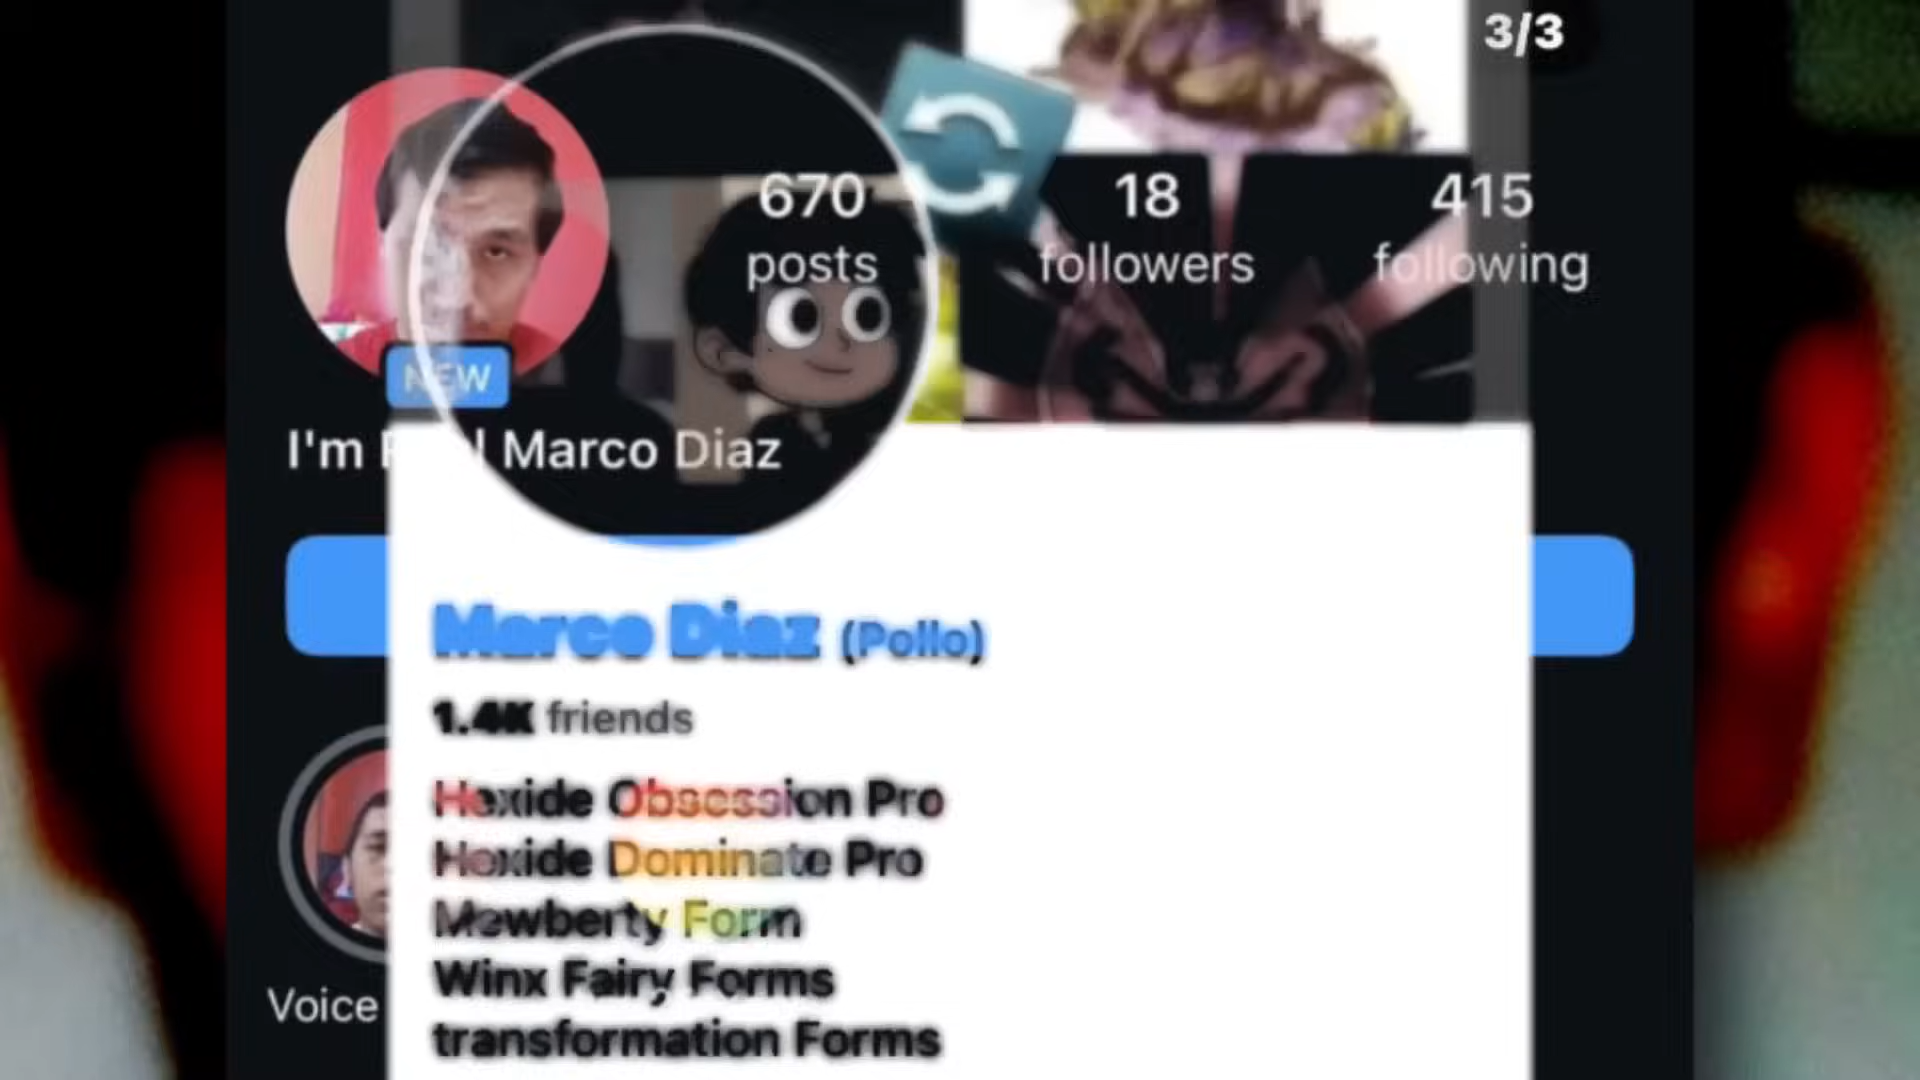 3/3
670
posts
18
followers
415
following
NEW
I'm Marco Diaz
Marco Diaz (Pollo)
1.4K friends
Hexide Obsession Pro
Hexide Dominate Pro
Mewberty Form
Winx Fairy Forms
transformation Forms
Voice